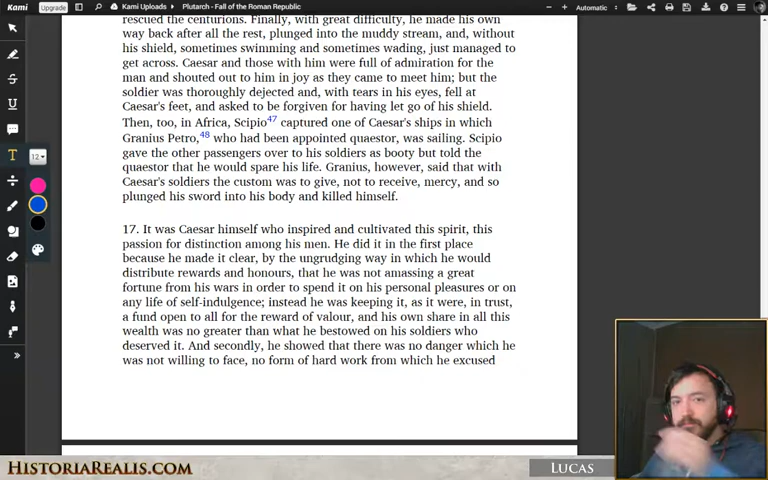 Kami
Upgrade
Kami Uploads
Plutarch - Fall of the Roman Republic
Automatic
rescued the centurions. Finally, with great difficulty, he made his own
way back after all the rest, plunged into the muddy stream, and, without
his shield, sometimes swimming and sometimes wading, just managed to
get across. Caesar and those with him were full of admiration for the
man and shouted out to him in joy as they came to meet him; but the
soldier was thoroughly dejected and, with tears in his eyes, fell at
Caesar's feet, and asked to be forgiven for having let go of his shield.
Then, too, in Africa, Scipio47 captured one of Caesar's ships in which
Granius Petro,48 who had been appointed quaestor, was sailing. Scipio
gave the other passengers over to his soldiers as booty but told the
quaestor that he would spare his life. Granius, however, said that with
Caesar's soldiers the custom was to give, not to receive, mercy, and so
plunged his sword into his body and killed himself.
17. It was Caesar himself who inspired and cultivated this spirit, this
passion for distinction among his men. He did it in the first place
because he made it clear, by the ungrudging way in which he would
distribute rewards and honours, that he was not amassing a great
fortune from his wars in order to spend it on his personal pleasures or on
any life of self-indulgence; instead he was keeping it, as it were, in trust,
a fund open to all for the reward of valour, and his own share in all this
wealth was no greater than what he bestowed on his soldiers who
deserved it. And secondly, he showed that there was no danger which he
was not willing to face, no form of hard work from which he excused
12
HISTORIAREALIS.COM
LUCAS